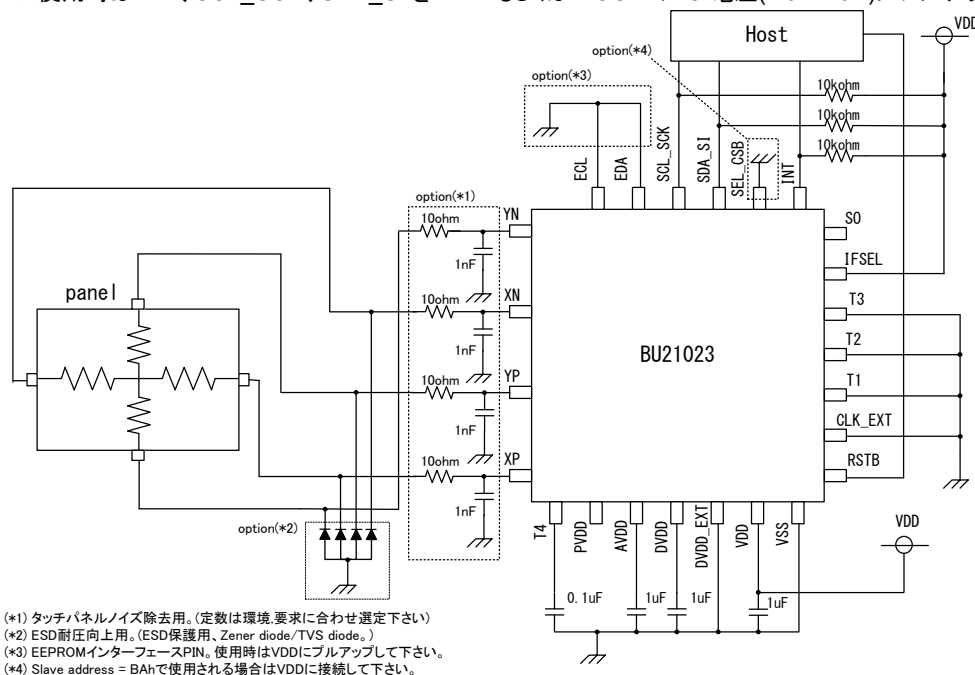 Host
VDD
option(*4)
option(*3)
10kohm
10kohm
10kohm
ECL
EDA
SCL_SCK
SDA_SI
SEL_CSB
INT
option(*1)
10ohm
YN
1nF
SO
IFSEL
panel
10ohm
XN
1nF
T3
T2
BU21023
10ohm
YP
1nF
T1
CLK_EXT
10ohm
XP
1nF
RSTB
option(*2)
T4
PVDD
AVDD
DVDD
DVDD_EXT
VDD
VSS
VDD
0.1uF
1uF
1uF
1uF
(*1) タッチパネルノイズ除去用。(定数は環境,要求に合わせ選定下さい)
(*2) ESD耐圧向上用。(ESD保護用、Zener diode/TVS diode。)
(*3) EEPROMインターフェースPIN。使用時はVDDにプルアップして下さい。
(*4) Slave address = BAhで使用される場合はVDDに接続して下さい。